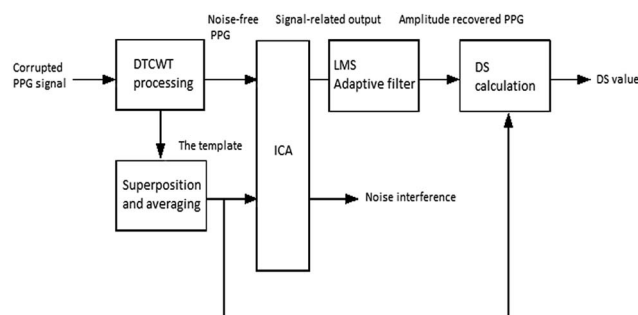 Noise-free
PPG
Signal-related output
Amplitude recovered PPG
Corrupted
PPG signal
DTCWT
processing
LMS
Adaptive filter
DS
calculation
DS value
The template
ICA
Superposition
and averaging
Noise interference